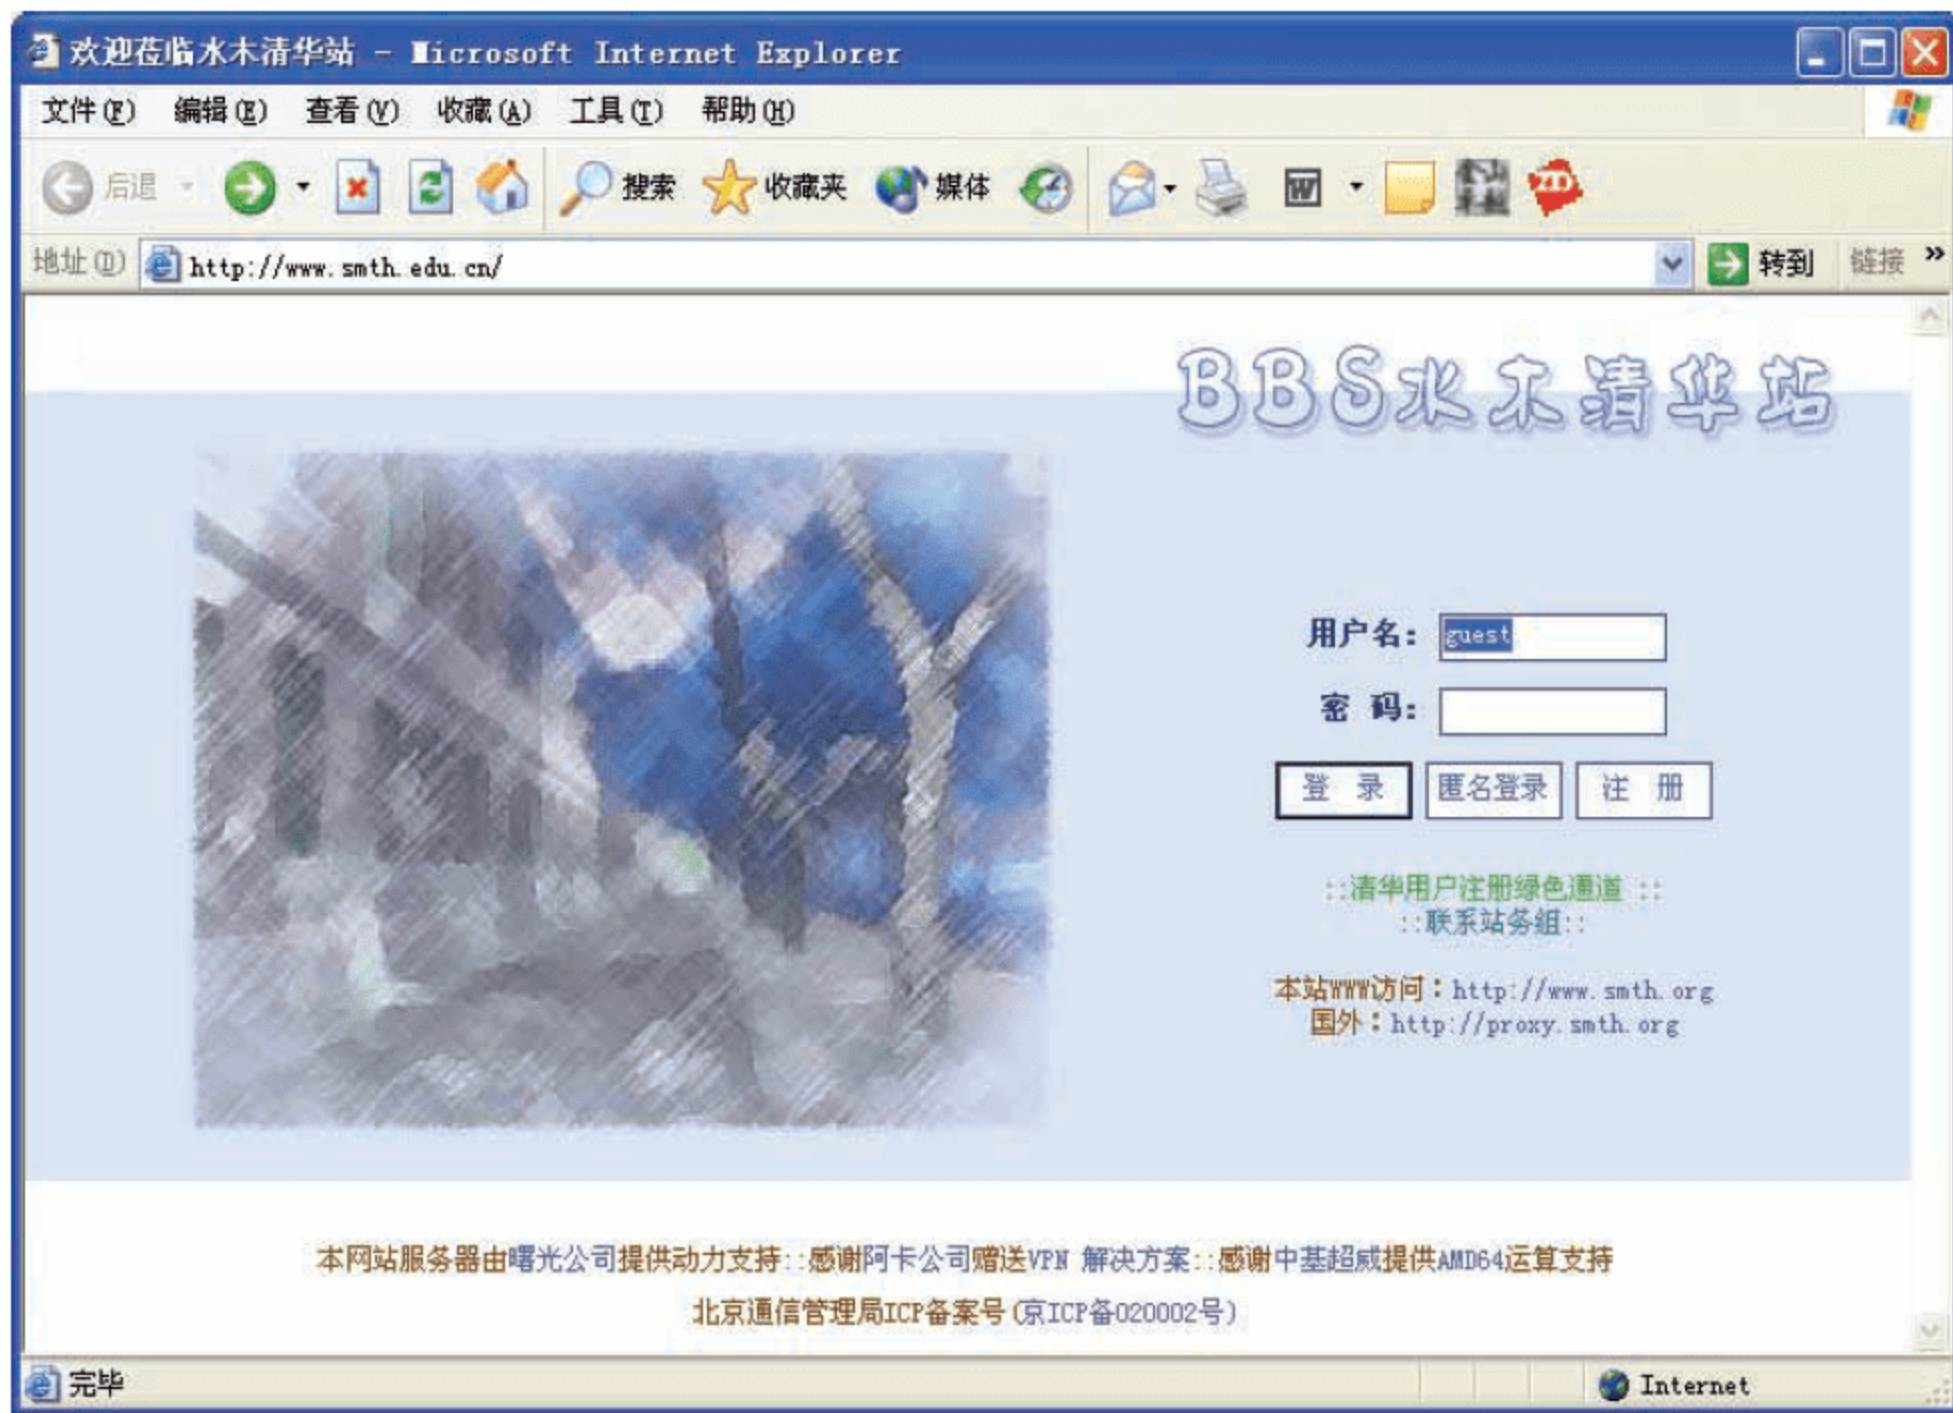 欢迎莅临水木清华站 - Microsoft Internet Explorer
文件(F) 编辑(E) 查看(V) 收藏(A) 工具(T) 帮助(H)
后退 搜索 收藏夹 媒体
地址(D) http://www.smth.edu.cn/ 转到 链接 »
BBS水木清华站
用户名： guest
密 码：
登 录 匿名登录 注 册
::清华用户注册绿色通道 ::
::联系站务组::
本站WWW访问：http://www.smth.org
国外：http://proxy.smth.org
本网站服务器由曙光公司提供动力支持::感谢阿卡公司赠送VPN 解决方案::感谢中基超威提供AMD64运算支持
北京通信管理局ICP备案号(京ICP备020002号)
完毕 Internet